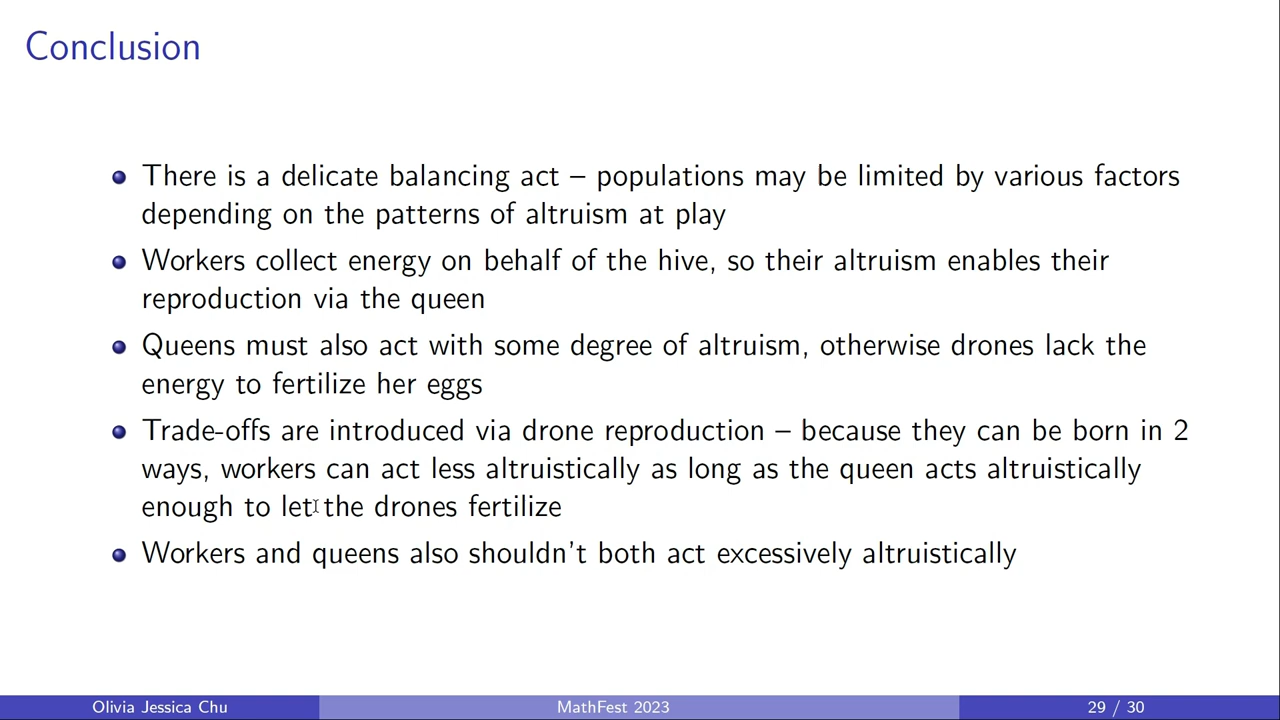 Conclusion
There is a delicate balancing act – populations may be limited by various factors
depending on the patterns of altruism at play
Workers collect energy on behalf of the hive, so their altruism enables their
reproduction via the queen
Queens must also act with some degree of altruism, otherwise drones lack the
energy to fertilize her eggs
Trade-offs are introduced via drone reproduction – because they can be born in 2
ways, workers can act less altruistically as long as the queen acts altruistically
enough to let the drones fertilize
Workers and queens also shouldn't both act excessively altruistically
Olivia Jessica Chu
MathFest 2023
29 / 30